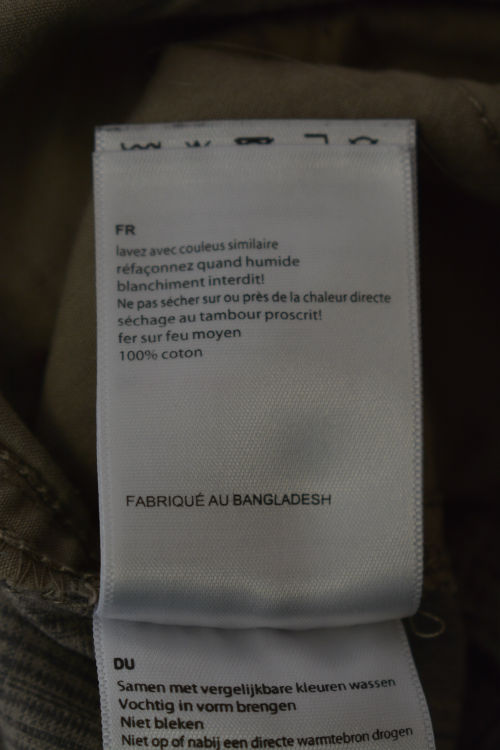 FR
lavez avec couleus similaire
réfaçonnez quand humide
blanchiment interdit!
Ne pas sécher sur ou près de la chaleur directe
séchage au tambour proscrit!
fer sur feu moyen
100% coton
FABRIQUÉ AU BANGLADESH
DU
Samen met vergelijkbare kleuren wassen
Vochtig in vorm brengen
Niet bleken
Niet op of nabij een directe warmtebron drogen